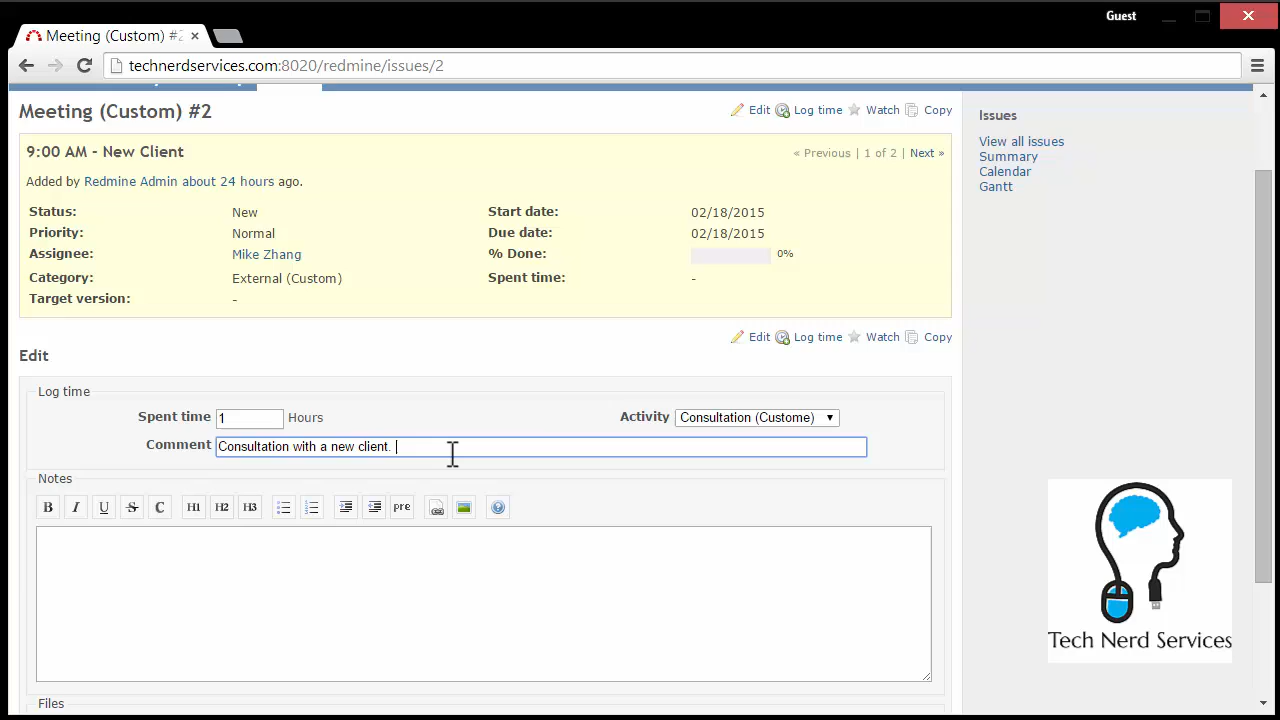 Guest
Meeting (Custom) #2
technerdservices.com:8020/redmine/issues/2
Meeting (Custom) #2
Edit Log time Watch Copy
9:00 AM - New Client
« Previous | 1 of 2 | Next »
Added by Redmine Admin about 24 hours ago.
Status: New Start date: 02/18/2015
Priority: Normal Due date: 02/18/2015
Assignee: Mike Zhang % Done: 0%
Category: External (Custom) Spent time: -
Target version: -
Edit Log time Watch Copy
Edit
Log time
Spent time 1 Hours Activity Consultation (Custome)
Comment Consultation with a new client.
Notes
B I U S C H1 H2 H3 pre
Files
Issues
View all issues
Summary
Calendar
Gantt
Tech Nerd Services